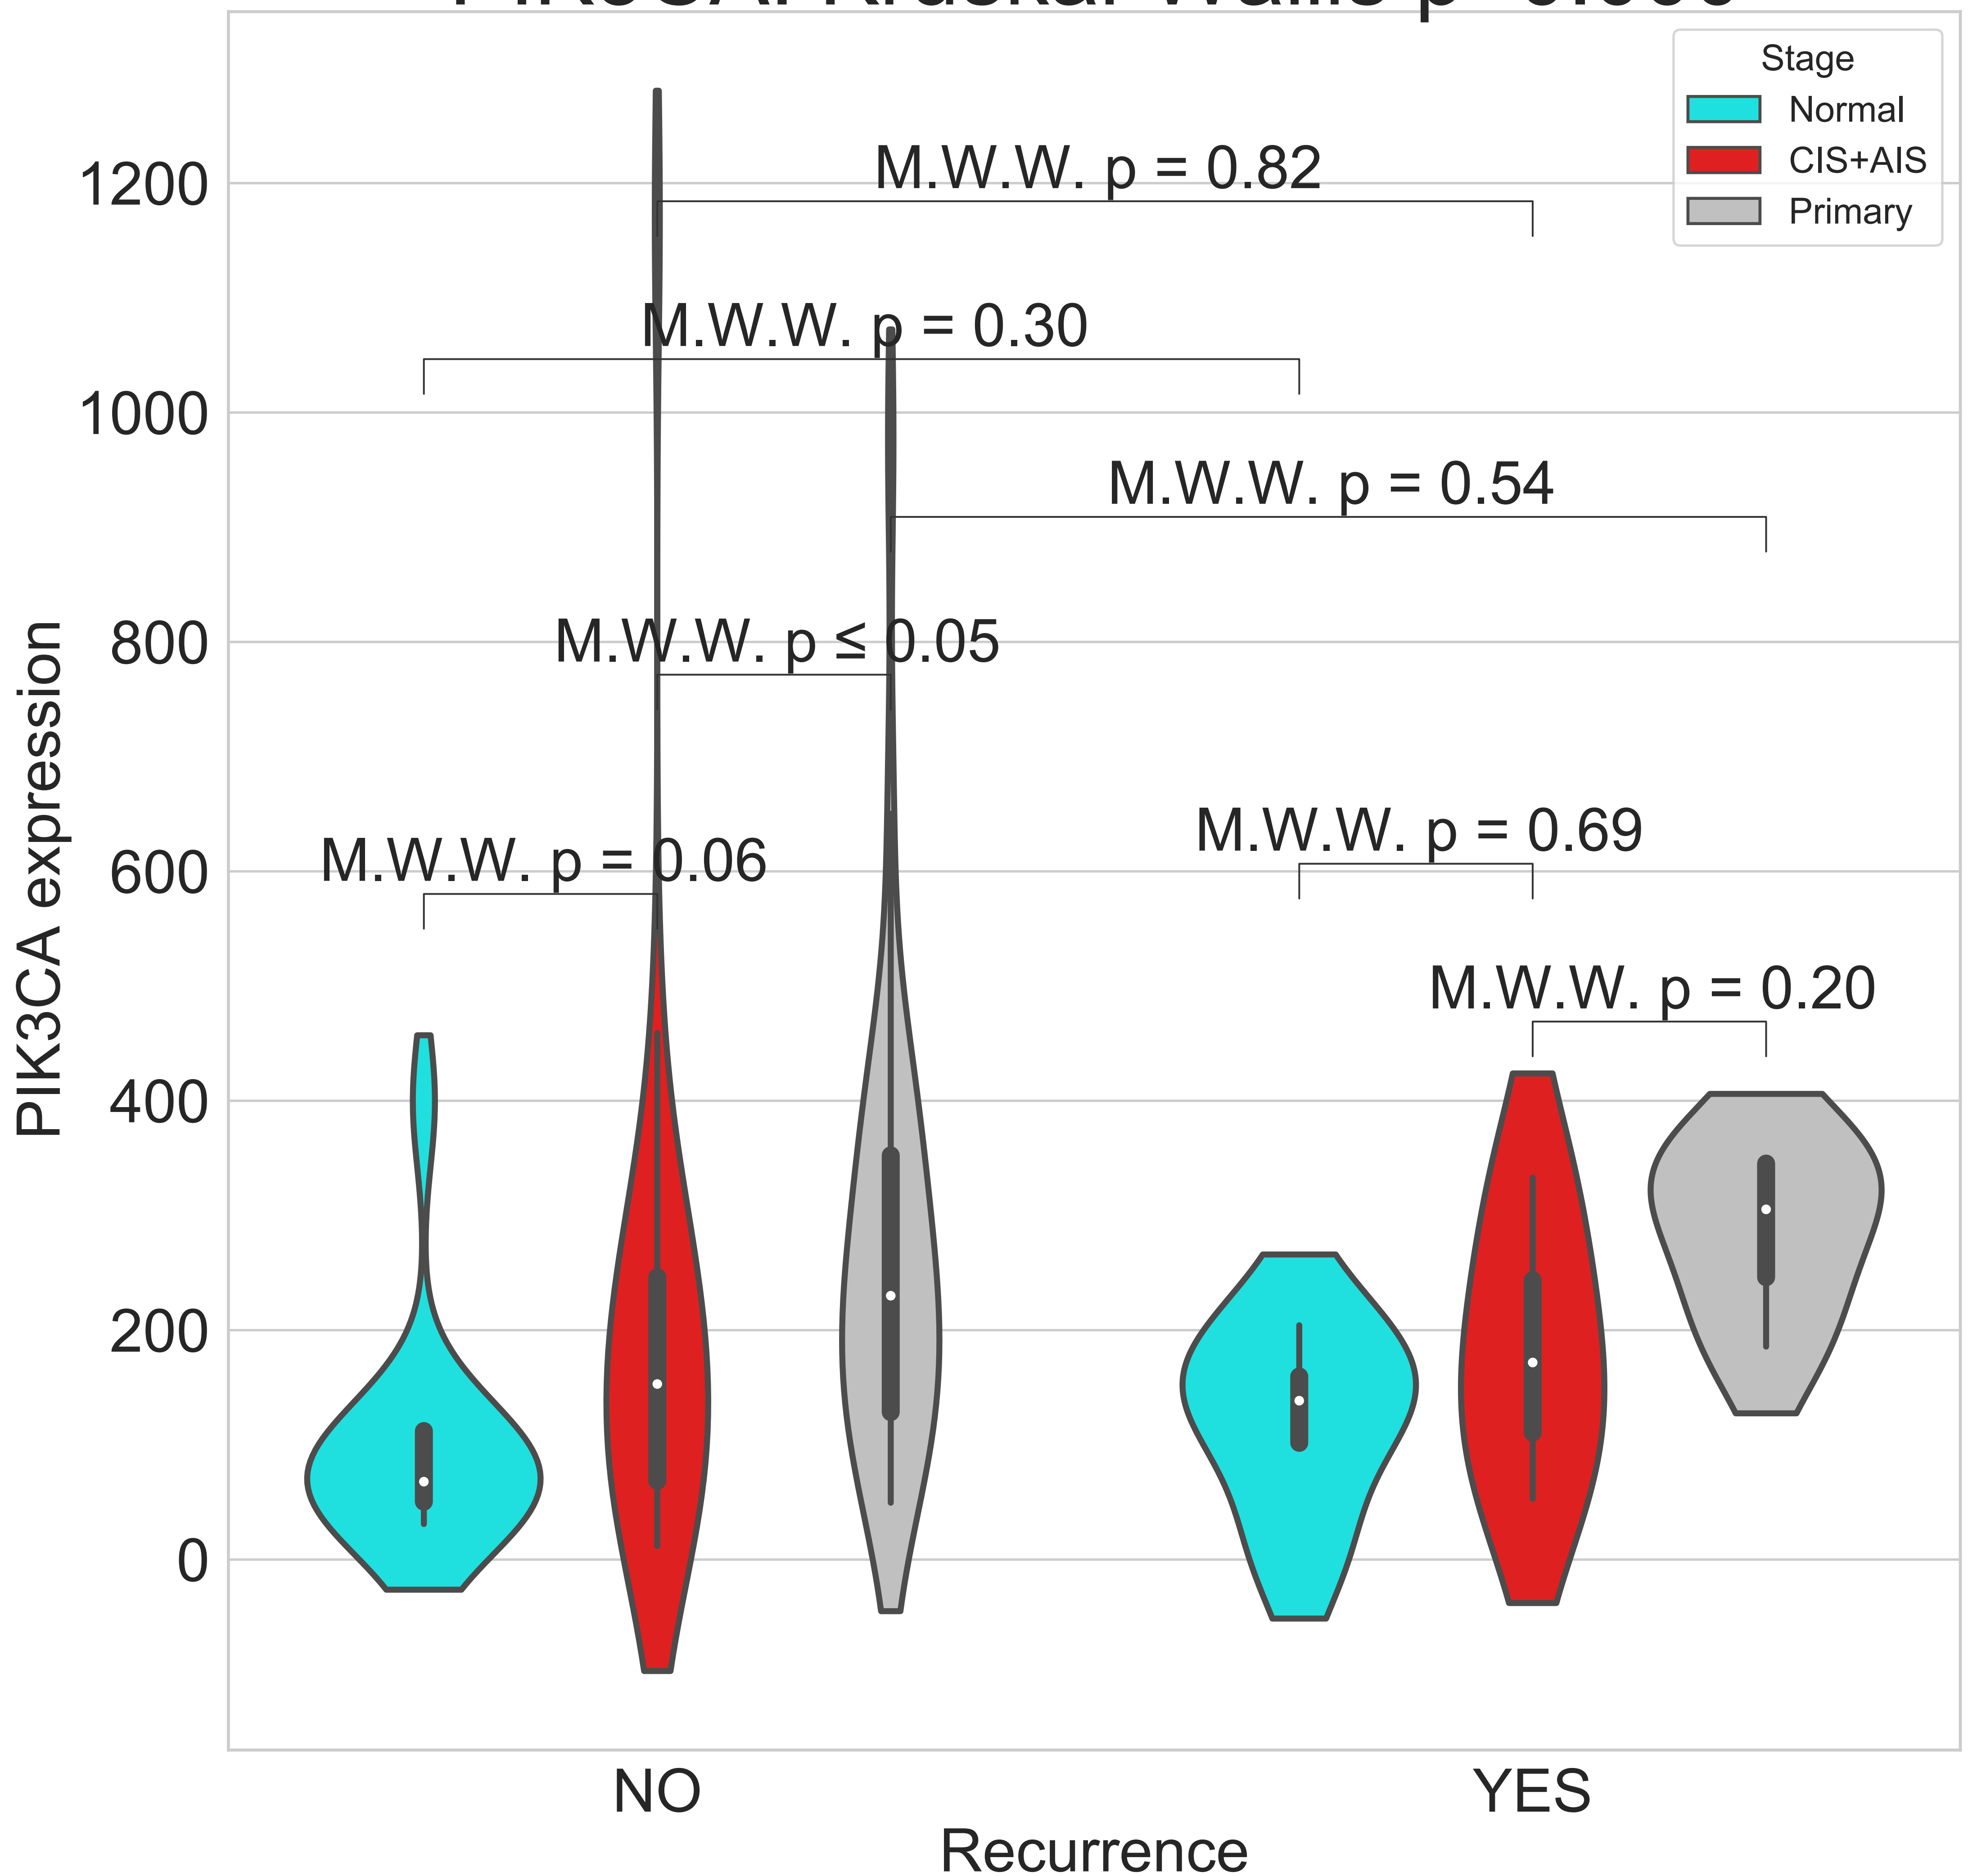 Stage
Normal
CIS+AIS
Primary
M.W.W. p = 0.82
M.W.W. p = 0.30
M.W.W. p = 0.54
M.W.W. p ≤ 0.05
M.W.W. p = 0.06
M.W.W. p = 0.69
M.W.W. p = 0.20
1200
1000
800
600
400
200
0
PIK3CA expression
NO
YES
Recurrence